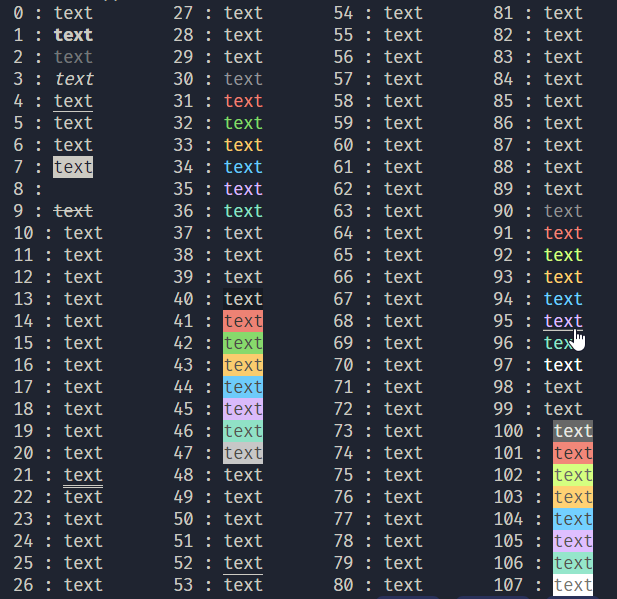 0 : text
1 : text
2 : text
3 : text
4 : text
5 : text
6 : text
7 : text
8 :
9 : text
10 : text
11 : text
12 : text
13 : text
14 : text
15 : text
16 : text
17 : text
18 : text
19 : text
20 : text
21 : text
22 : text
23 : text
24 : text
25 : text
26 : text
27 : text
28 : text
29 : text
30 : text
31 : text
32 : text
33 : text
34 : text
35 : text
36 : text
37 : text
38 : text
39 : text
40 : text
41 : text
42 : text
43 : text
44 : text
45 : text
46 : text
47 : text
48 : text
49 : text
50 : text
51 : text
52 : text
53 : text
54 : text
55 : text
56 : text
57 : text
58 : text
59 : text
60 : text
61 : text
62 : text
63 : text
64 : text
65 : text
66 : text
67 : text
68 : text
69 : text
70 : text
71 : text
72 : text
73 : text
74 : text
75 : text
76 : text
77 : text
78 : text
79 : text
80 : text
81 : text
82 : text
83 : text
84 : text
85 : text
86 : text
87 : text
88 : text
89 : text
90 : text
91 : text
92 : text
93 : text
94 : text
95 : text
96 : text
97 : text
98 : text
99 : text
100 : text
101 : text
102 : text
103 : text
104 : text
105 : text
106 : text
107 : text